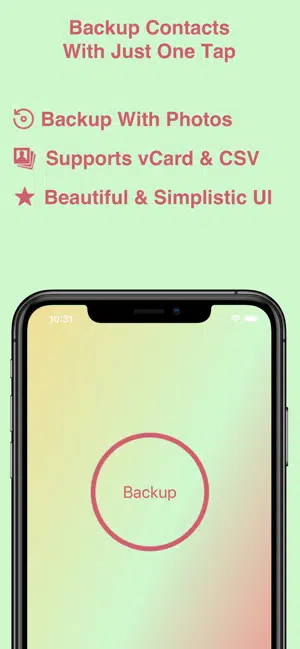 Backup Contacts
With Just One Tap
Backup With Photos
Supports vCard & CSV
Beautiful & Simplistic UI
10:31
Backup